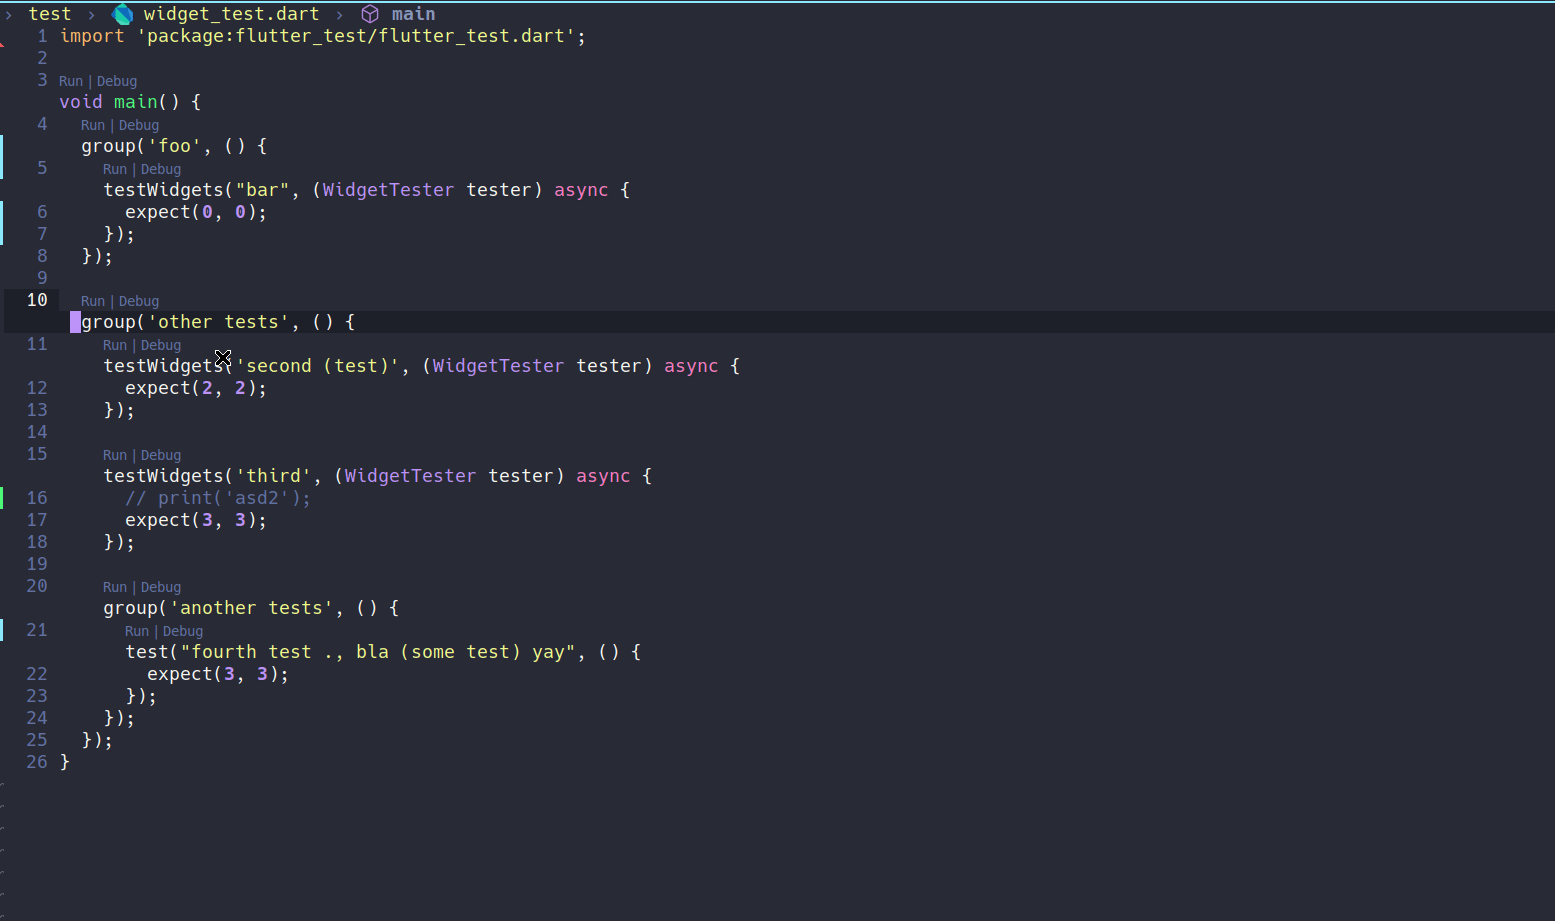 › test › widget_test.dart › main
1 import 'package:flutter_test/flutter_test.dart';
2
3 Run | Debug
void main() {
4 Run | Debug
group('foo', () {
5 Run | Debug
testWidgets("bar", (WidgetTester tester) async {
6 expect(0, 0);
7 });
8 });
9
10 Run | Debug
group('other tests', () {
11 Run | Debug
testWidgets('second (test)', (WidgetTester tester) async {
12 expect(2, 2);
13 });
14
15 Run | Debug
testWidgets('third', (WidgetTester tester) async {
16 // print('asd2');
17 expect(3, 3);
18 });
19
20 Run | Debug
group('another tests', () {
21 Run | Debug
test("fourth test ., bla (some test) yay", () {
22 expect(3, 3);
23 });
24 });
25 });
26 }